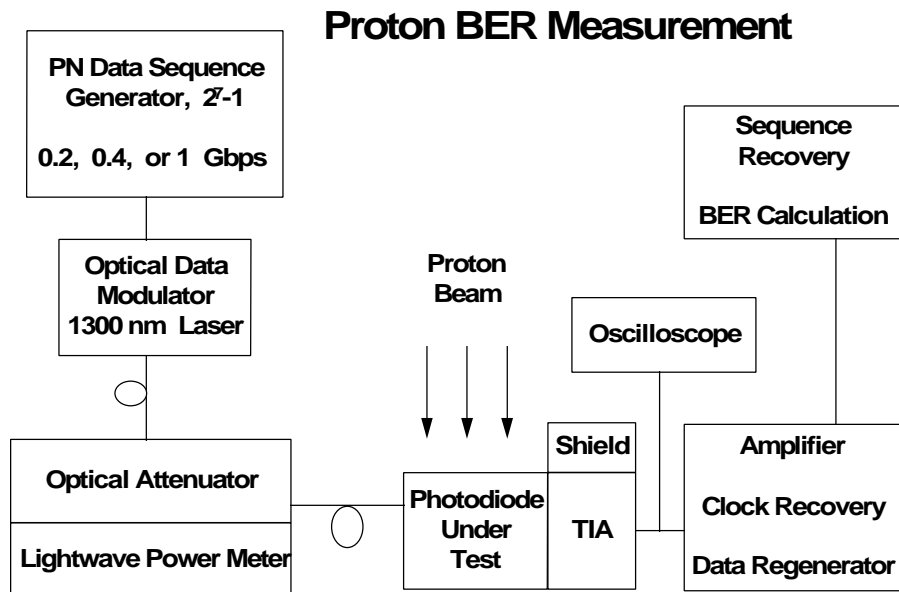 Proton BER Measurement
PN Data Sequence
Generator, 2⁷-1
0.2, 0.4, or 1 Gbps
Optical Data
Modulator
1300 nm Laser
Optical Attenuator
Lightwave Power Meter
Proton
Beam
Photodiode
Under
Test
Shield
TIA
Oscilloscope
Sequence
Recovery
BER Calculation
Amplifier
Clock Recovery
Data Regenerator